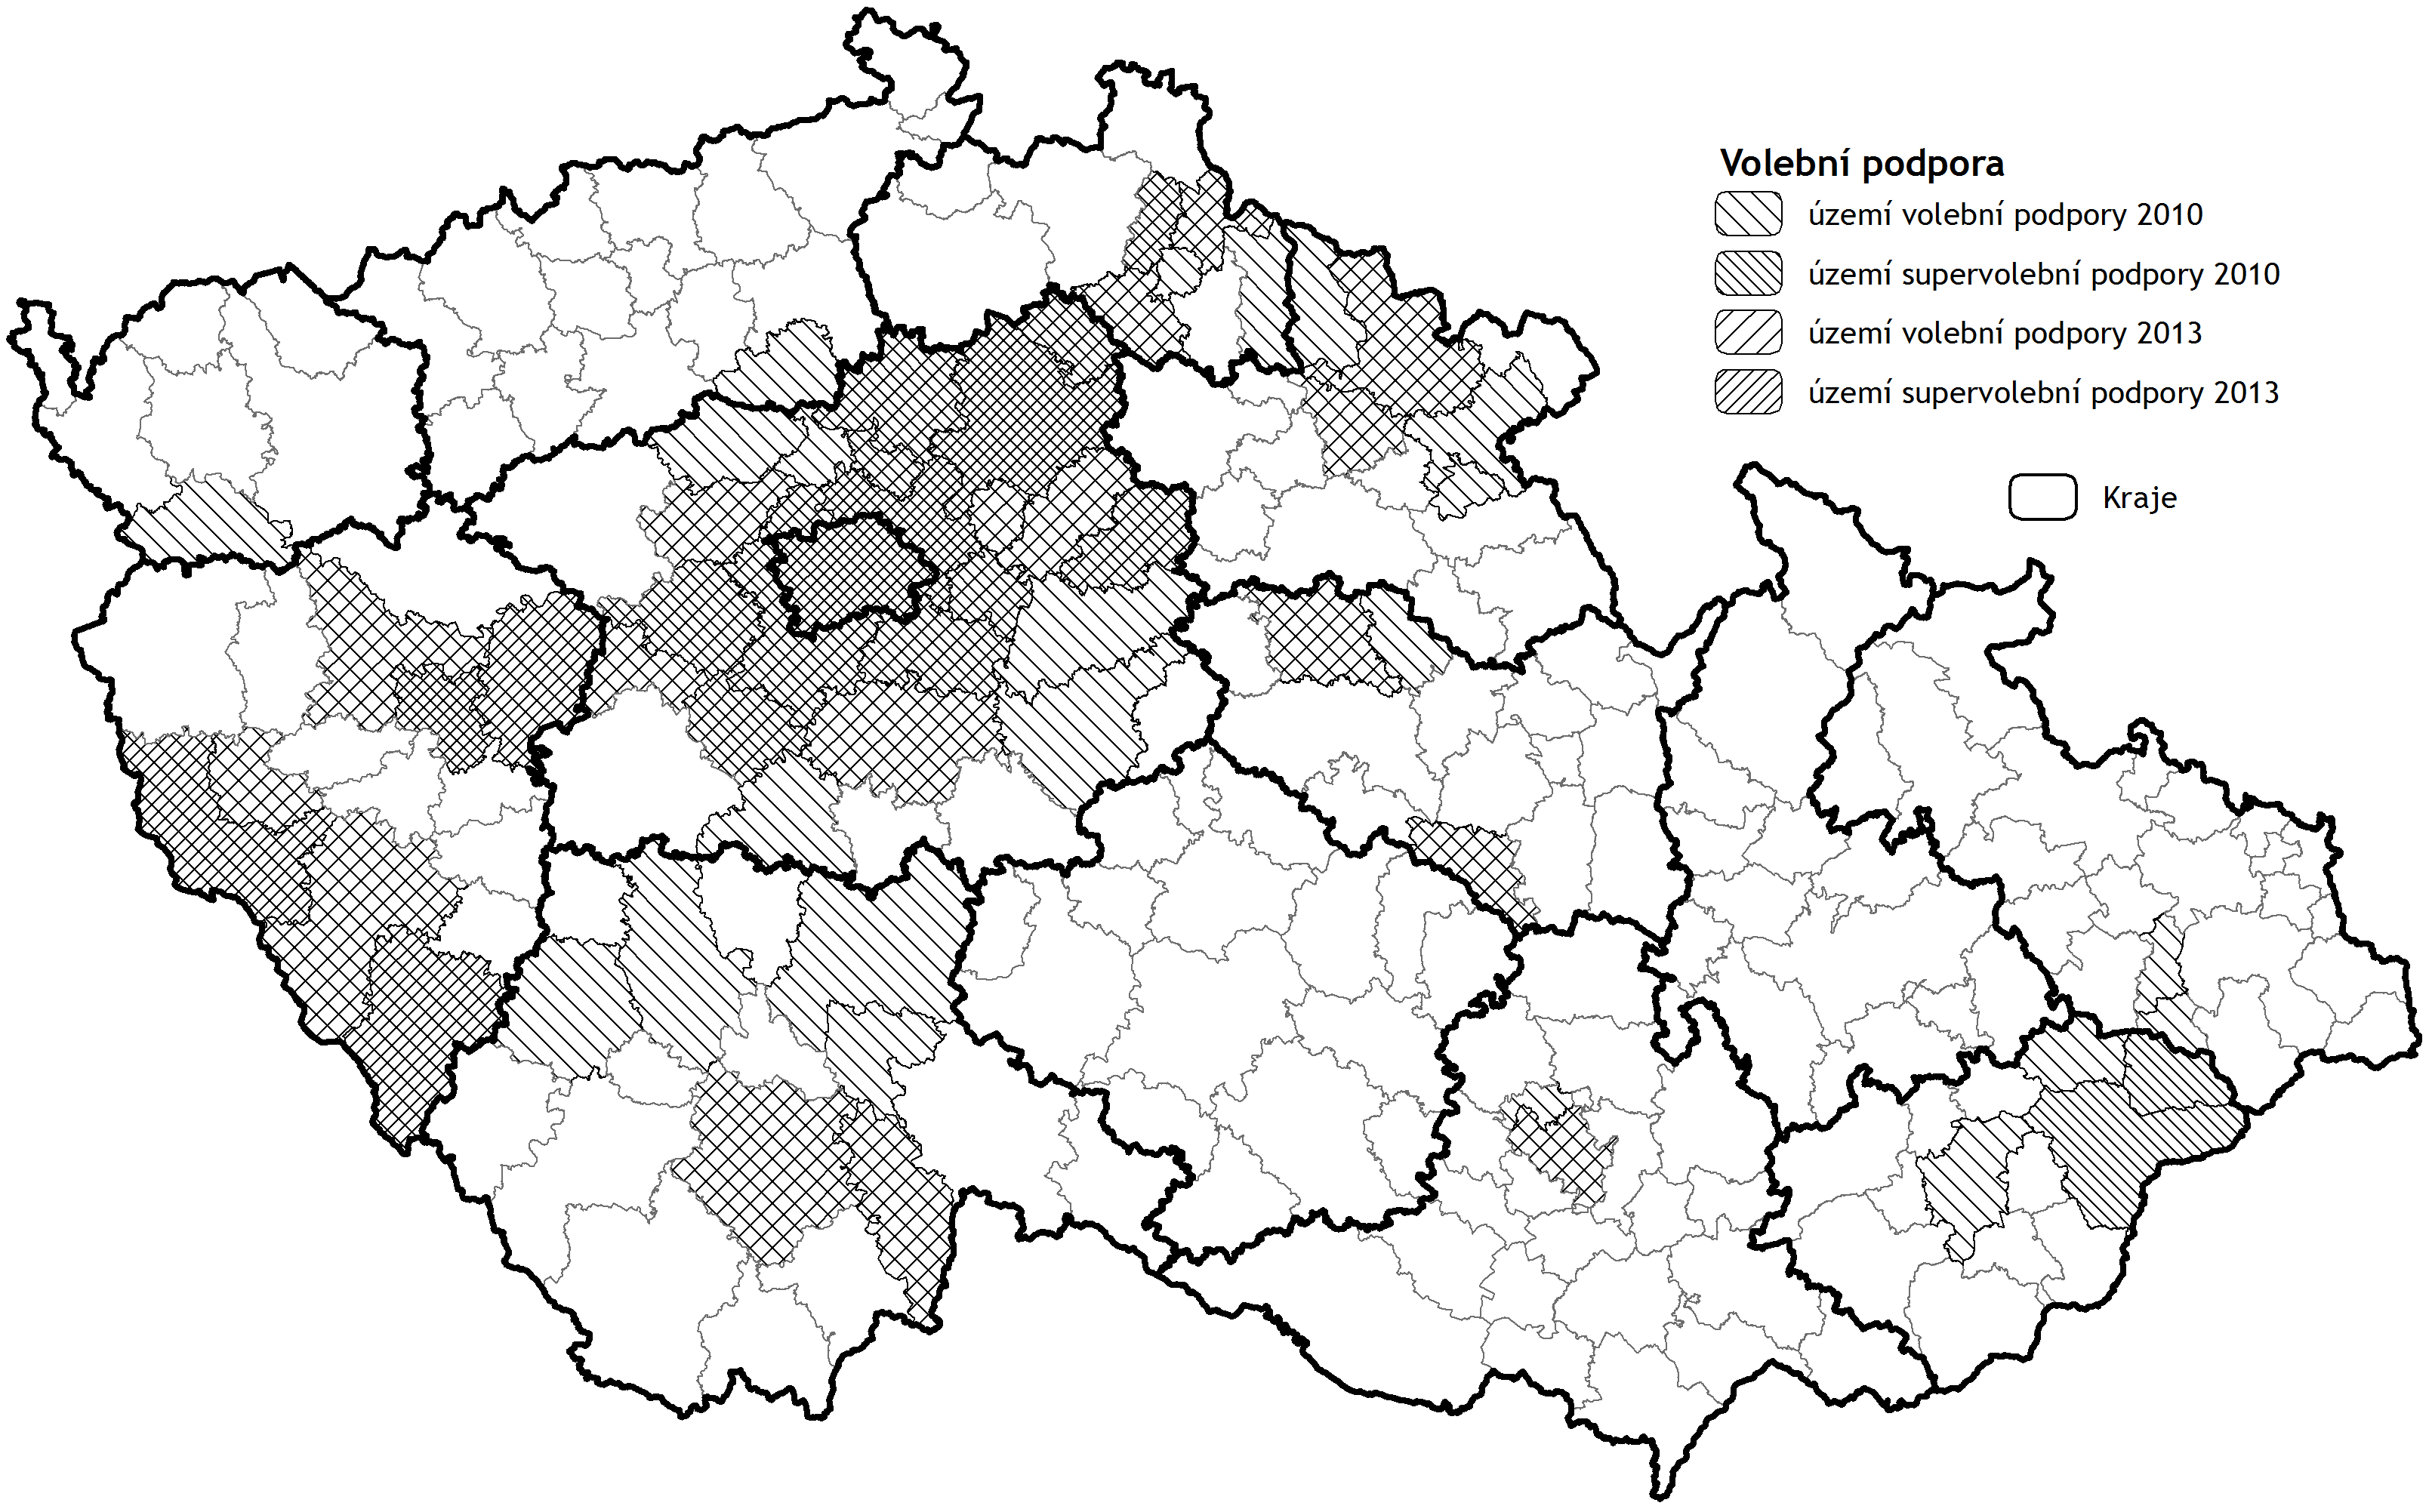 Volební podpora
území volební podpory 2010
území supervolební podpory 2010
území volební podpory 2013
území supervolební podpory 2013
Kraje